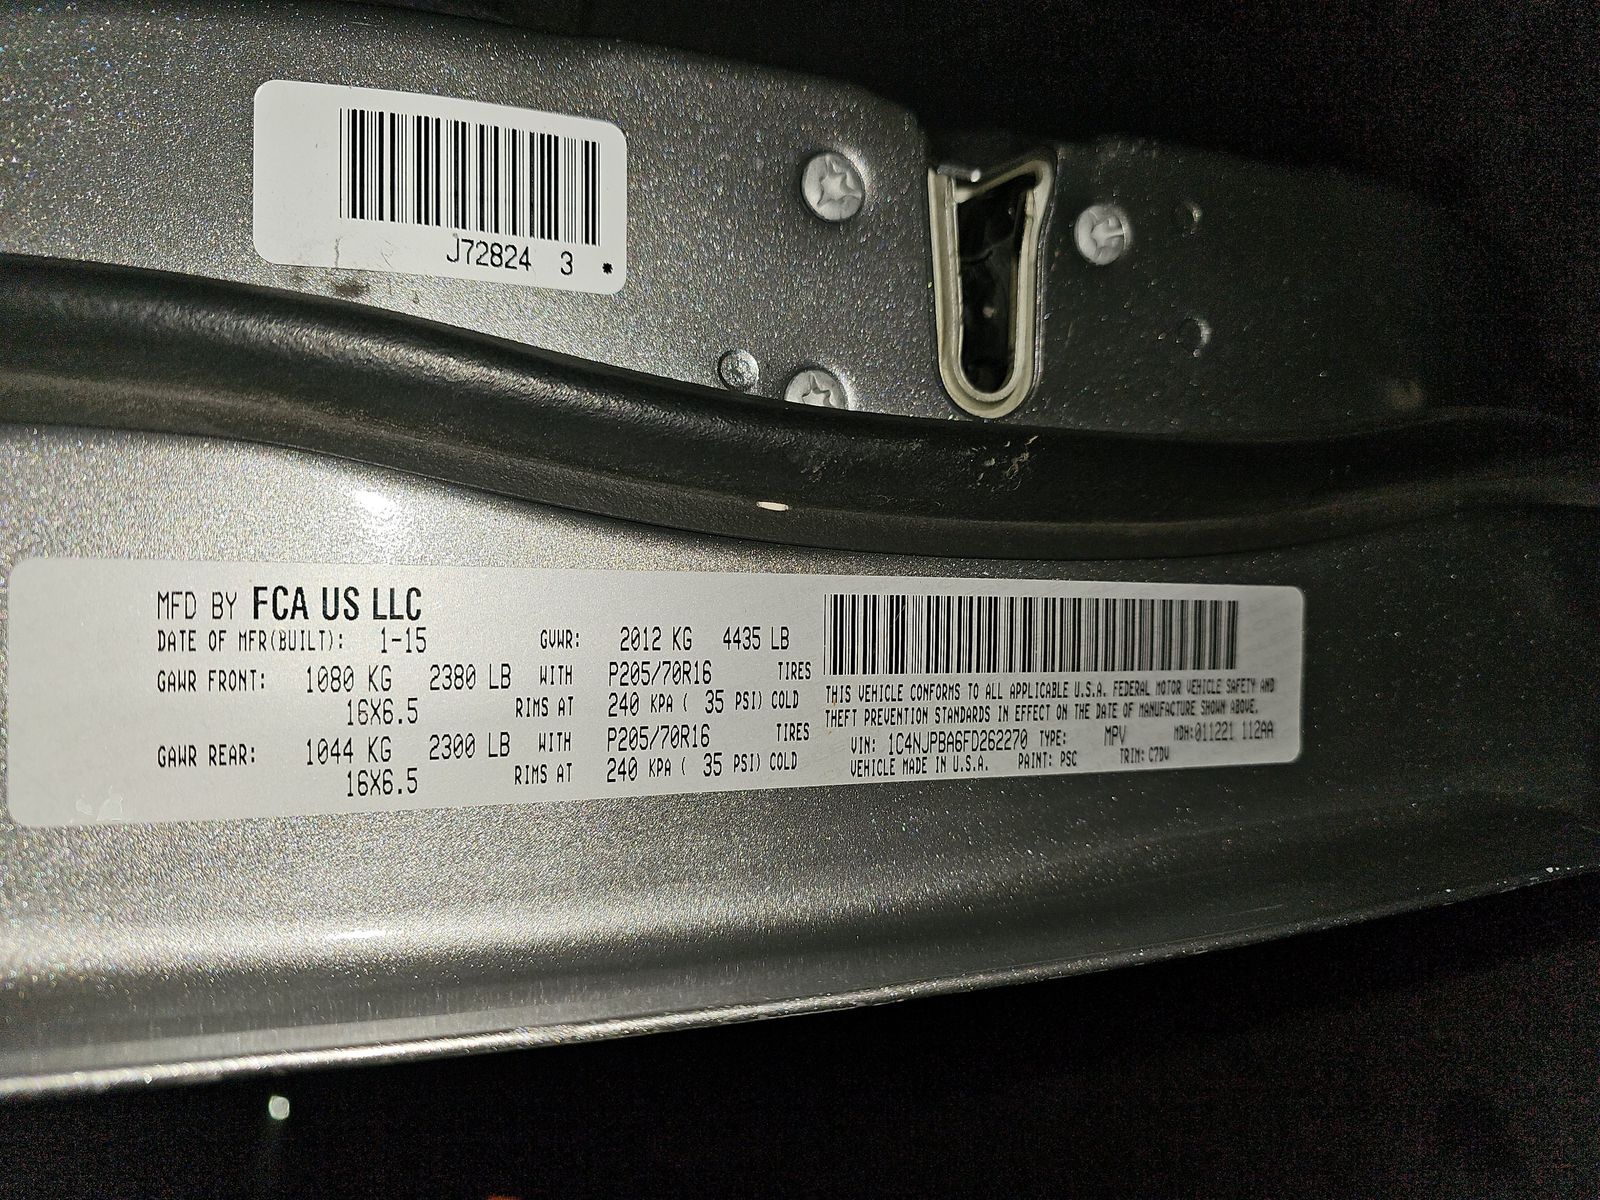 J72824 3 *
MFD BY FCA US LLC
DATE OF MFR(BUILT): 1-15 GVWR: 2012 KG 4435 LB
GAWR FRONT: 1080 KG 2380 LB WITH P205/70R16 TIRES
16X6.5 RIMS AT 240 KPA ( 35 PSI) COLD
GAWR REAR: 1044 KG 2300 LB WITH P205/70R16 TIRES
16X6.5 RIMS AT 240 KPA ( 35 PSI) COLD
THIS VEHICLE CONFORMS TO ALL APPLICABLE U.S.A. FEDERAL MOTOR VEHICLE SAFETY AND
THEFT PREVENTION STANDARDS IN EFFECT ON THE DATE OF MANUFACTURE SHOWN ABOVE.
VIN: 1C4NJPBA6FD262270 TYPE: MPV MDH:011221 112AA
VEHICLE MADE IN U.S.A. PAINT: PSC TRIM: C7DV